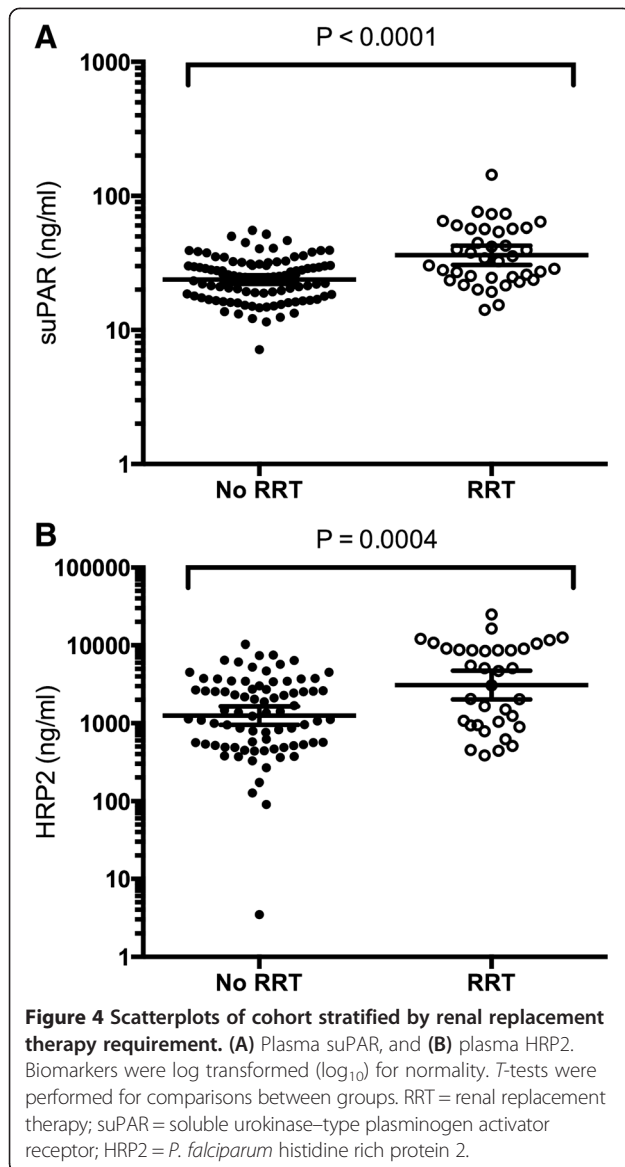 A
P < 0.0001
1000
100
10
1
suPAR (ng/ml)
No RRT
RRT
B
P = 0.0004
100000
10000
1000
100
10
1
HRP2 (ng/ml)
No RRT
RRT
Figure 4 Scatterplots of cohort stratified by renal replacement
therapy requirement. (A) Plasma suPAR, and (B) plasma HRP2.
Biomarkers were log transformed (log₁₀) for normality. T-tests were
performed for comparisons between groups. RRT = renal replacement
therapy; suPAR = soluble urokinase–type plasminogen activator
receptor; HRP2 = P. falciparum histidine rich protein 2.